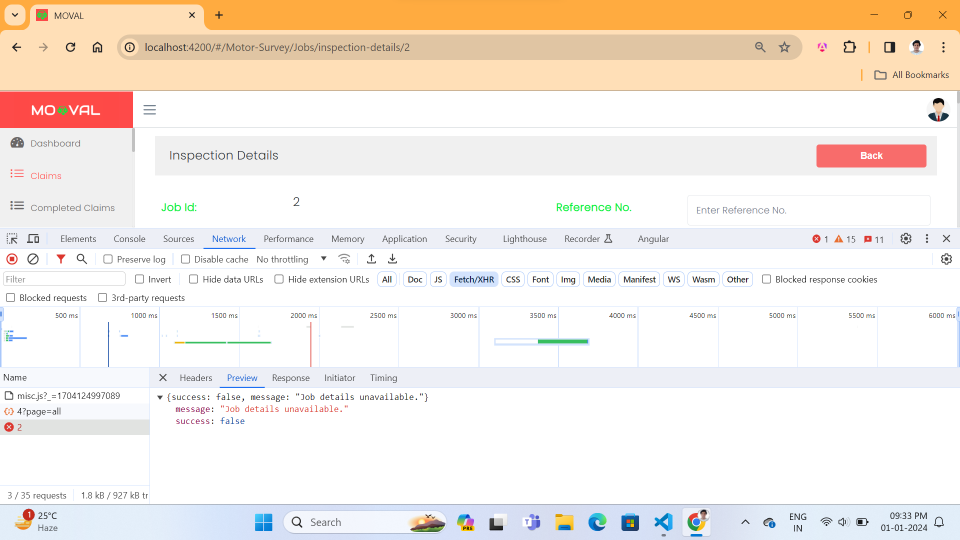 MOVAL
localhost:4200/#/Motor-Survey/Jobs/inspection-details/2
All Bookmarks
MOVAL
Dashboard
Claims
Completed Claims
Inspection Details
Back
Job Id:
2
Reference No.
Enter Reference No.
Elements Console Sources Network Performance Memory Application Security Lighthouse Recorder Angular
1 15 11
Preserve log Disable cache No throttling
Filter Invert Hide data URLs Hide extension URLs All Doc JS Fetch/XHR CSS Font Img Media Manifest WS Wasm Other Blocked response cookies
Blocked requests 3rd-party requests
500 ms 1000 ms 1500 ms 2000 ms 2500 ms 3000 ms 3500 ms 4000 ms 4500 ms 5000 ms 5500 ms 6000 ms
Name
misc.js?_=1704124997089
4?page=all
2
3 / 35 requests 1.8 kB / 927 kB tr
Headers Preview Response Initiator Timing
{success: false, message: "Job details unavailable."}
message: "Job details unavailable."
success: false
1
25°C
Haze
Search
PRE
ENG
IN
09:33 PM
01-01-2024